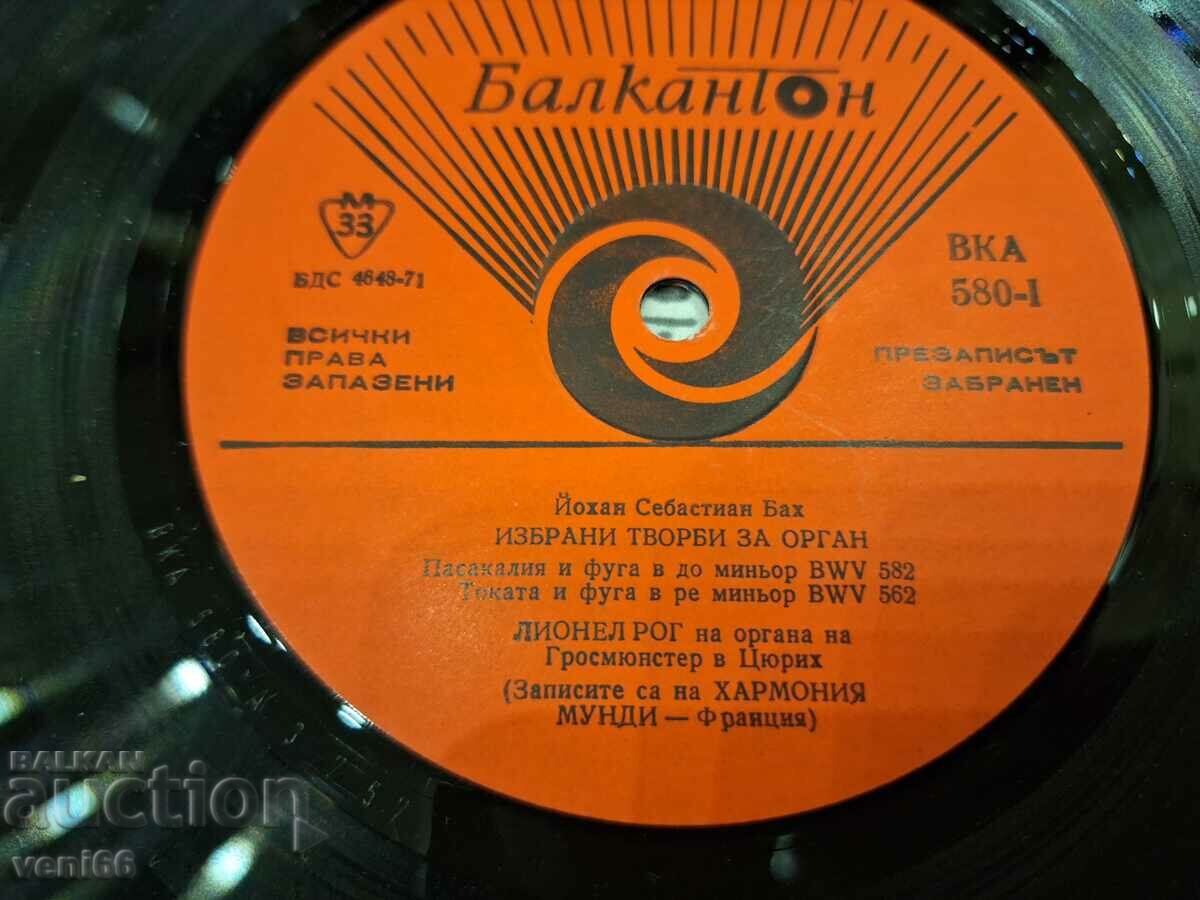 Балкантон
М
33
БДС 4648-71
ВСИЧКИ
ПРАВА
ЗАПАЗЕНИ
ВКА
580-I
ПРЕЗАПИСЪТ
ЗАБРАНЕН
Йохан Себастиан Бах
ИЗБРАНИ ТВОРБИ ЗА ОРГАН
Пасакалия и фуга в до миньор BWV 582
Токата и фуга в ре миньор BWV 562
ЛИОНЕЛ РОГ на органа на
Гросмюнстер в Цюрих
(Записите са на ХАРМОНИЯ
МУНДИ — Франция)
BALKAN
auction
veni66